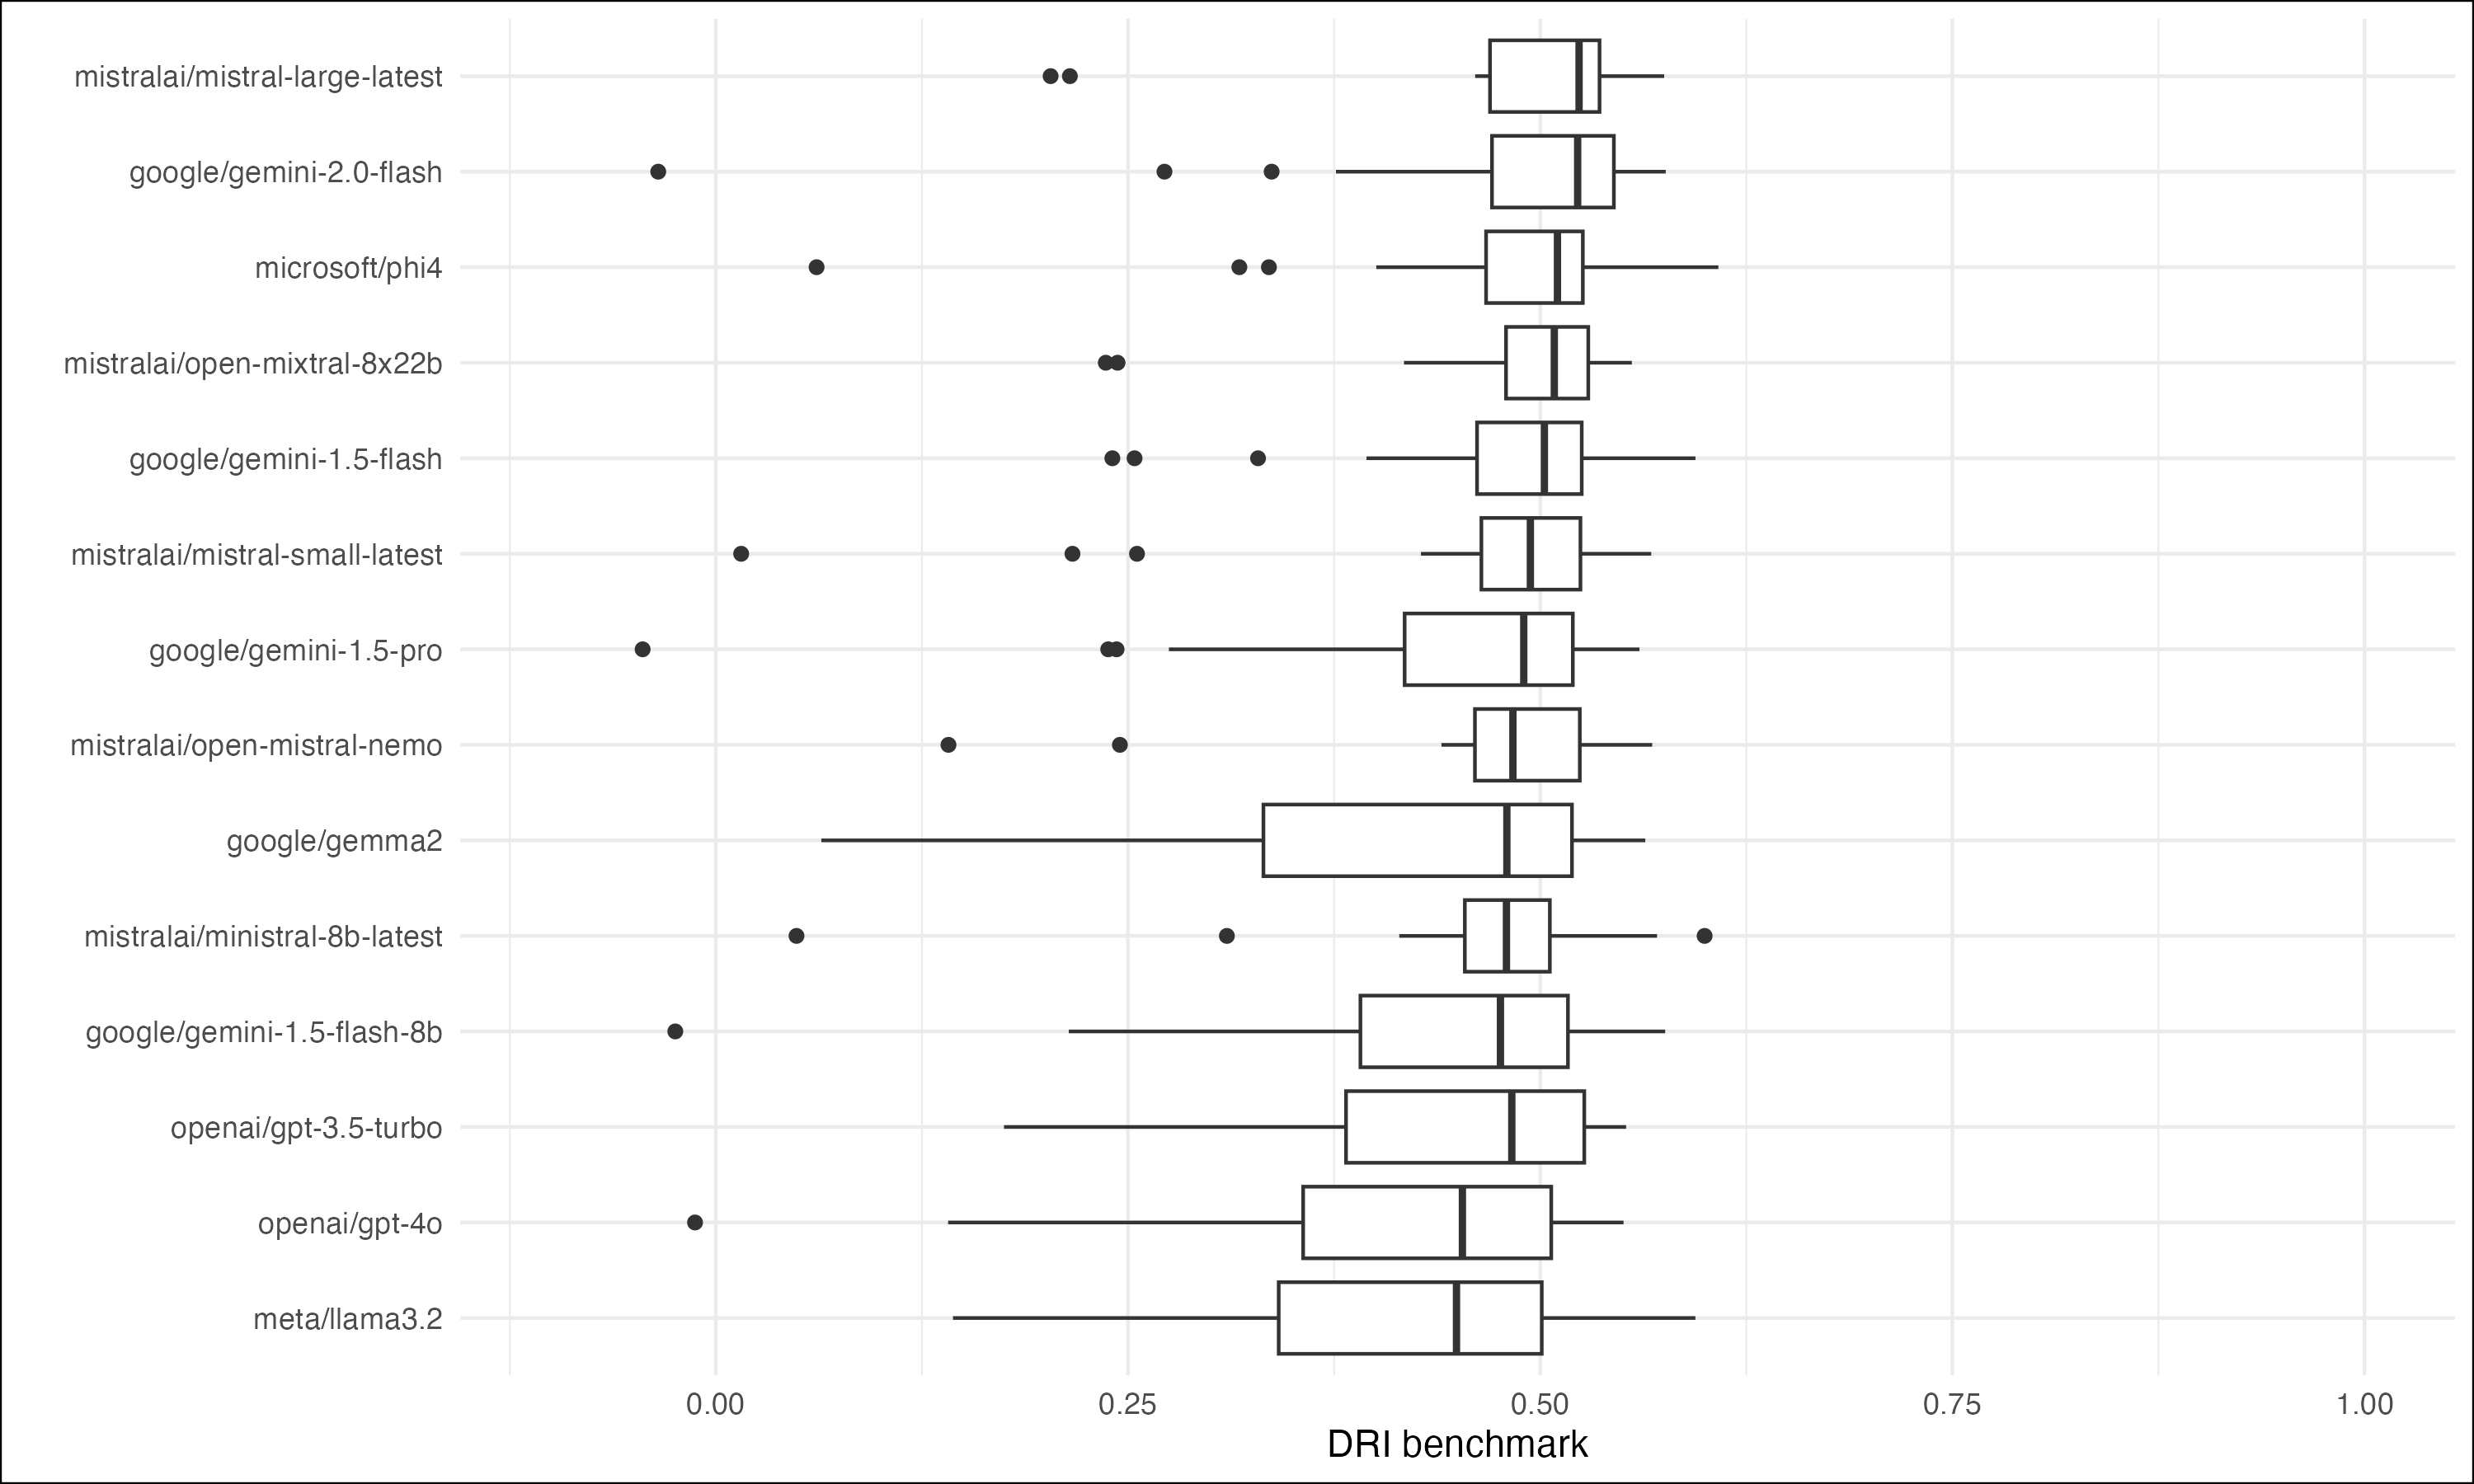 mistralai/mistral-large-latest
google/gemini-2.0-flash
microsoft/phi4
mistralai/open-mixtral-8x22b
google/gemini-1.5-flash
mistralai/mistral-small-latest
google/gemini-1.5-pro
mistralai/open-mistral-nemo
google/gemma2
mistralai/ministral-8b-latest
google/gemini-1.5-flash-8b
openai/gpt-3.5-turbo
openai/gpt-4o
meta/llama3.2
0.00 0.25 0.50 0.75 1.00
DRI benchmark